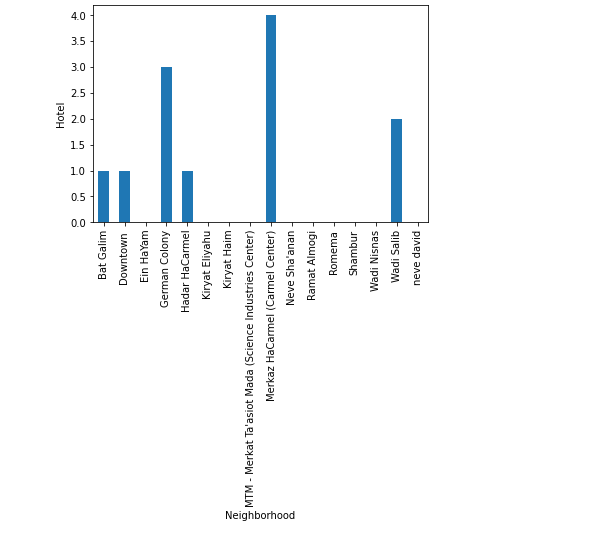 4.0
3.5
3.0
2.5
2.0
1.5
1.0
0.5
0.0
Hotel
Bat Galim
Downtown
Ein HaYam
German Colony
Hadar HaCarmel
Kiryat Eliyahu
Kiryat Haim
MTM - Merkat Ta'asiot Mada (Science Industries Center)
Merkaz HaCarmel (Carmel Center)
Neve Sha'anan
Ramat Almogi
Romema
Shambur
Wadi Nisnas
Wadi Salib
neve david
Neighborhood